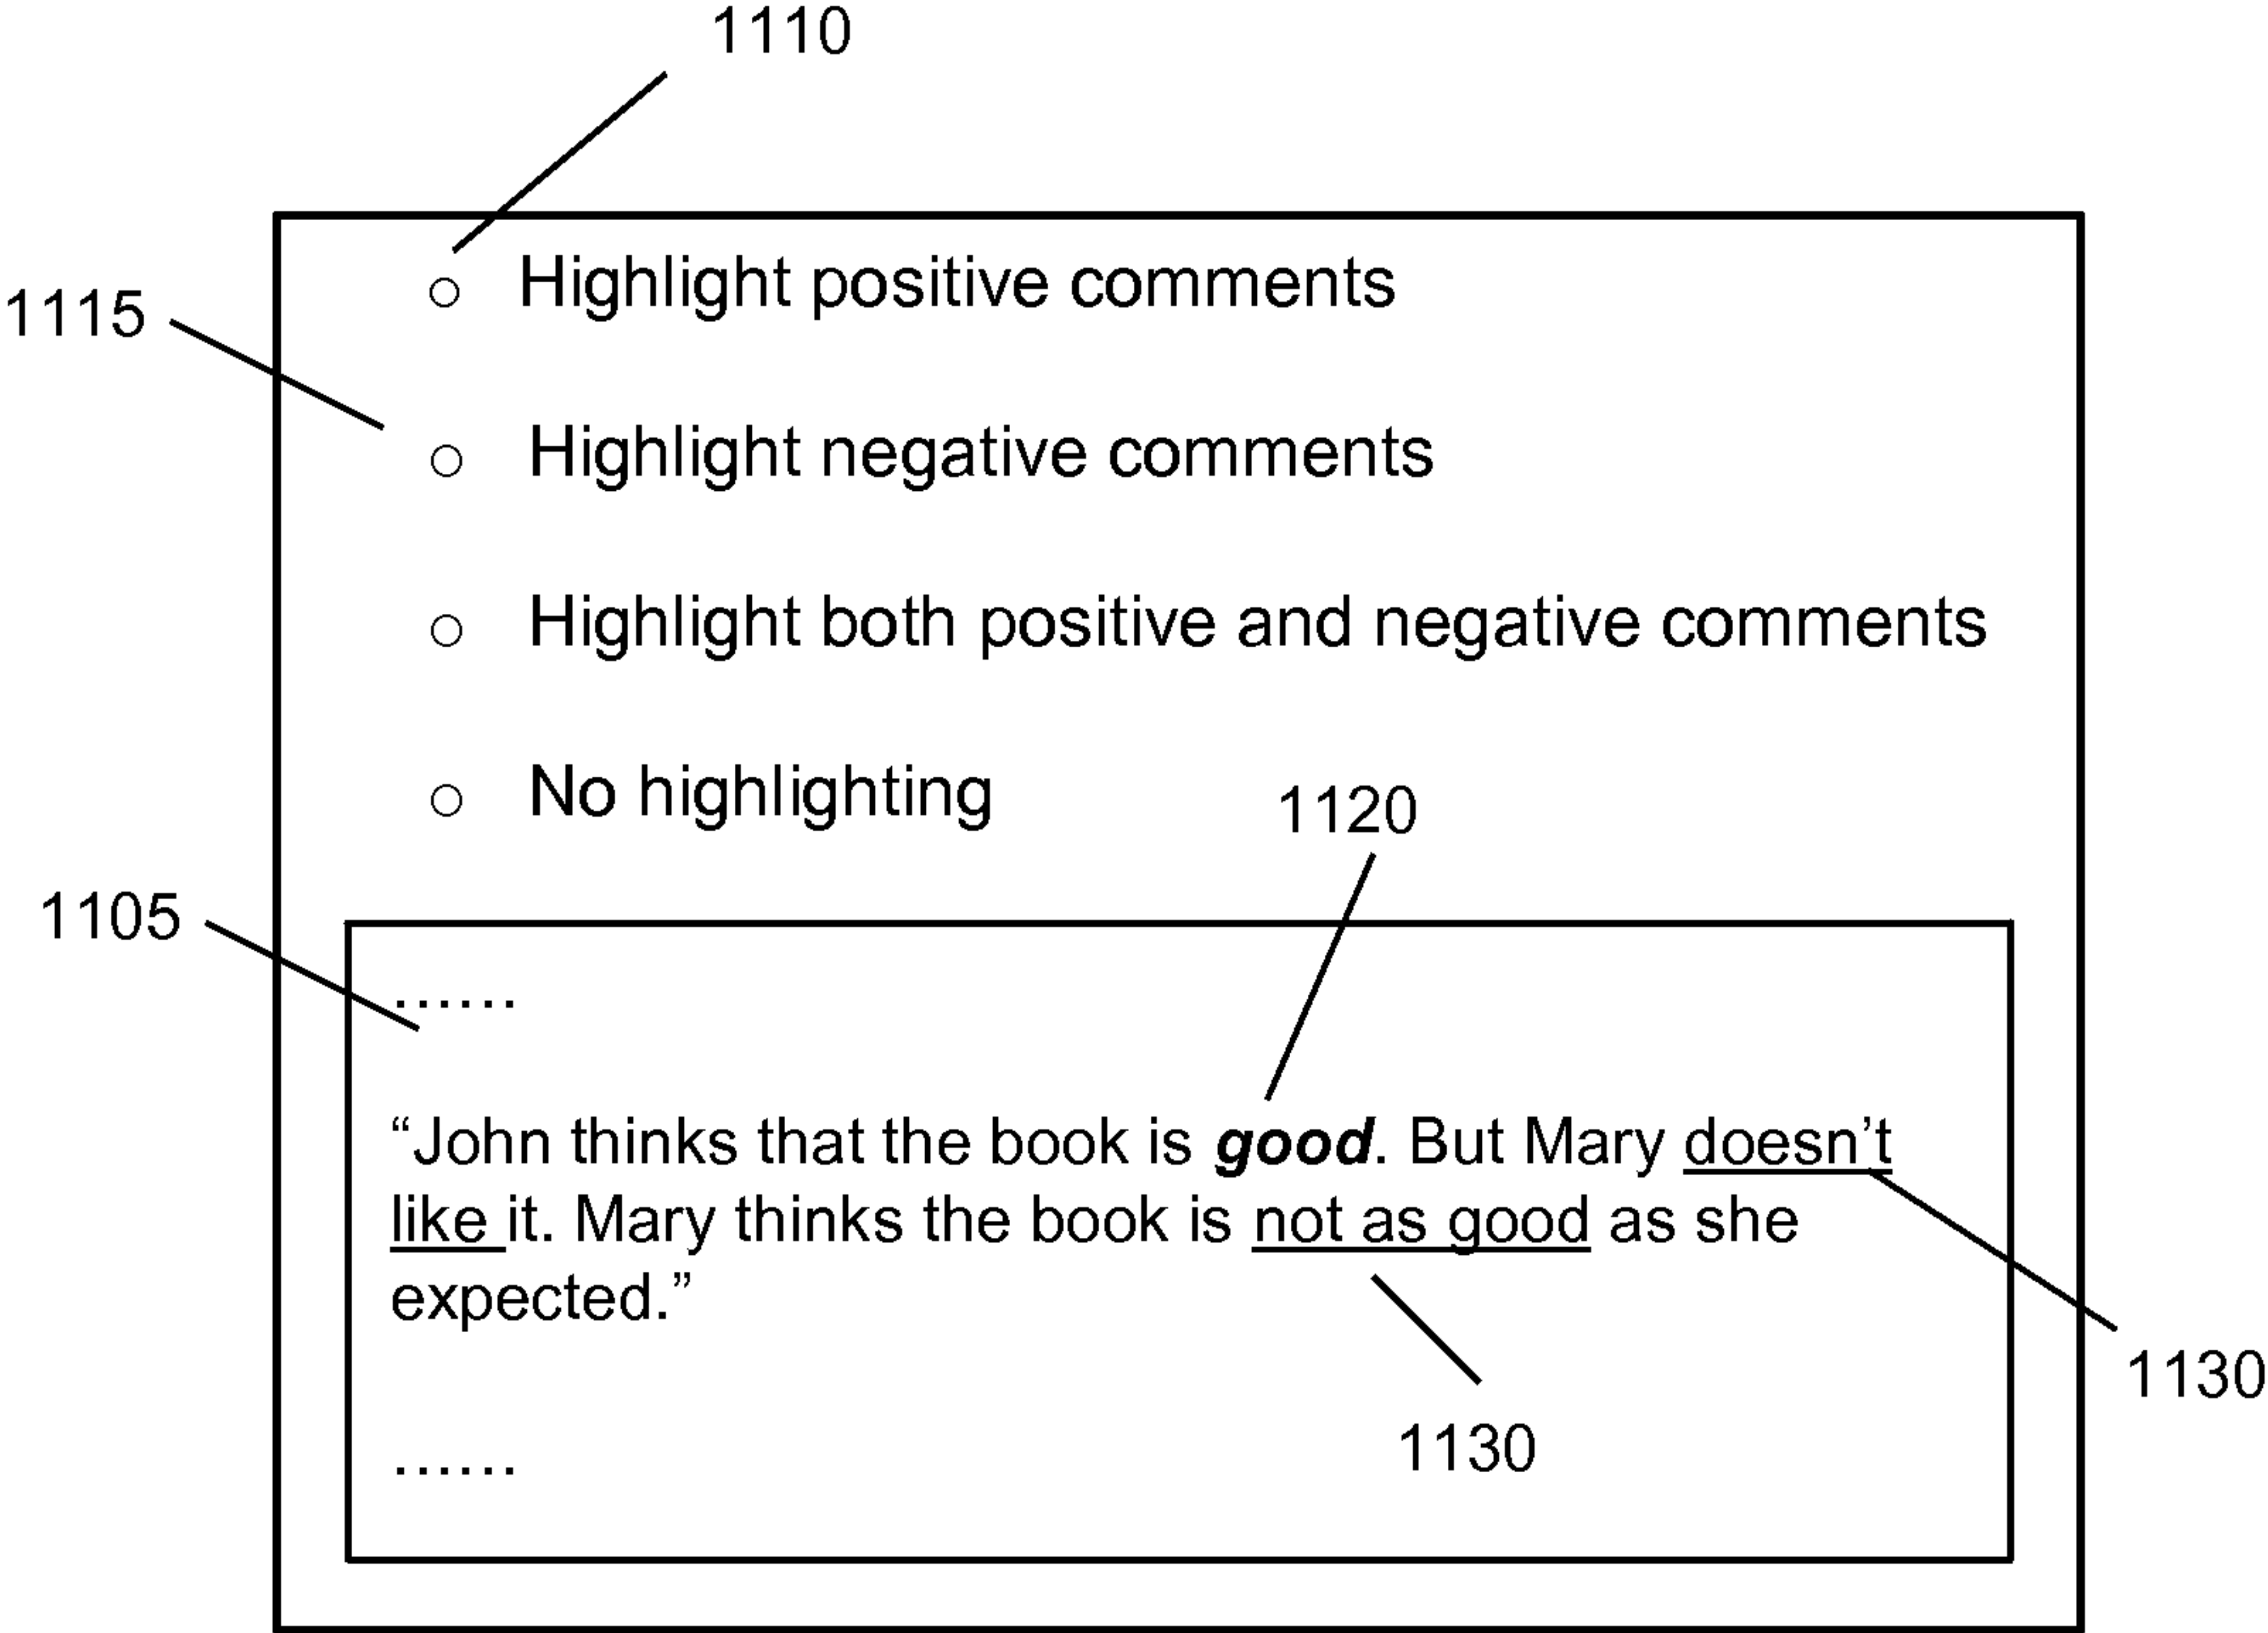 1110
Highlight positive comments
1115
Highlight negative comments
Highlight both positive and negative comments
No highlighting
1120
1105
......
“John thinks that the book is good. But Mary doesn’t
like it. Mary thinks the book is not as good as she
expected.”
1130
1130
......